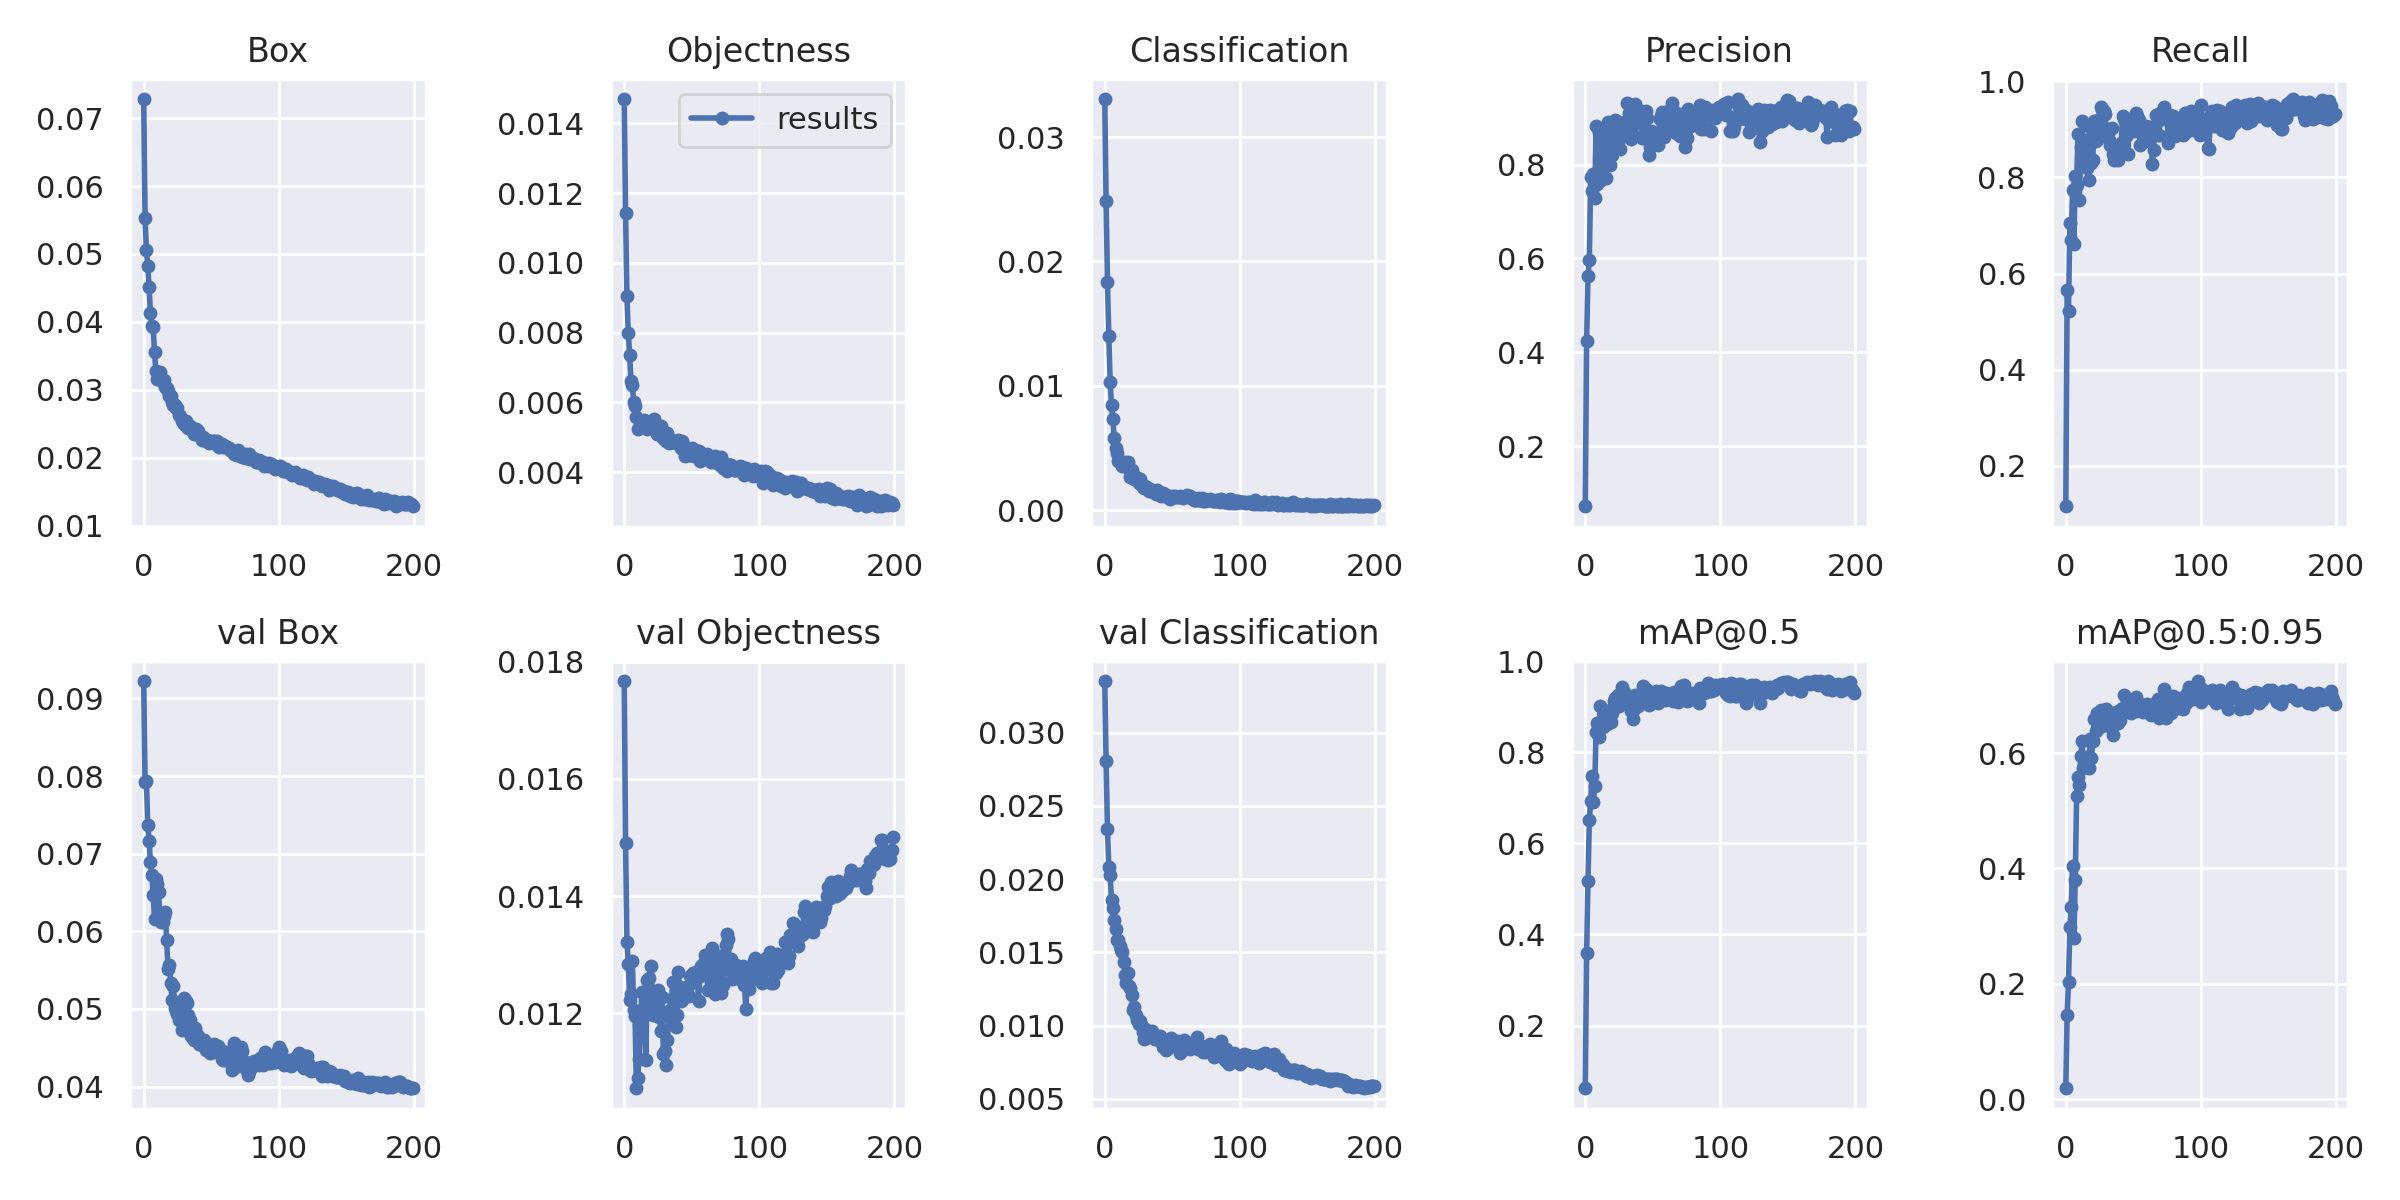 Box
Objectness
Classification
Precision
Recall
0.07
0.06
0.05
0.04
0.03
0.02
0.01
0 100 200
results
0.014
0.012
0.010
0.008
0.006
0.004
0 100 200
0.03
0.02
0.01
0.00
0 100 200
0.8
0.6
0.4
0.2
0 100 200
1.0
0.8
0.6
0.4
0.2
0 100 200
val Box
val Objectness
val Classification
mAP@0.5
mAP@0.5:0.95
0.09
0.08
0.07
0.06
0.05
0.04
0 100 200
0.018
0.016
0.014
0.012
0 100 200
0.030
0.025
0.020
0.015
0.010
0.005
0 100 200
1.0
0.8
0.6
0.4
0.2
0 100 200
0.6
0.4
0.2
0.0
0 100 200